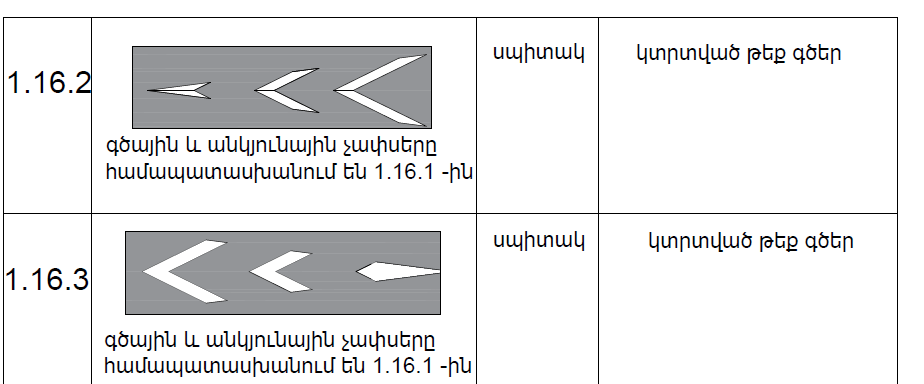 1.16.2
գծային և անկյունային չափսերը
համապատասխանում են 1.16.1 -ին
սպիտակ
կտրտված թեք գծեր
1.16.3
գծային և անկյունային չափսերը
համապատասխանում են 1.16.1 -ին
սպիտակ
կտրտված թեք գծեր